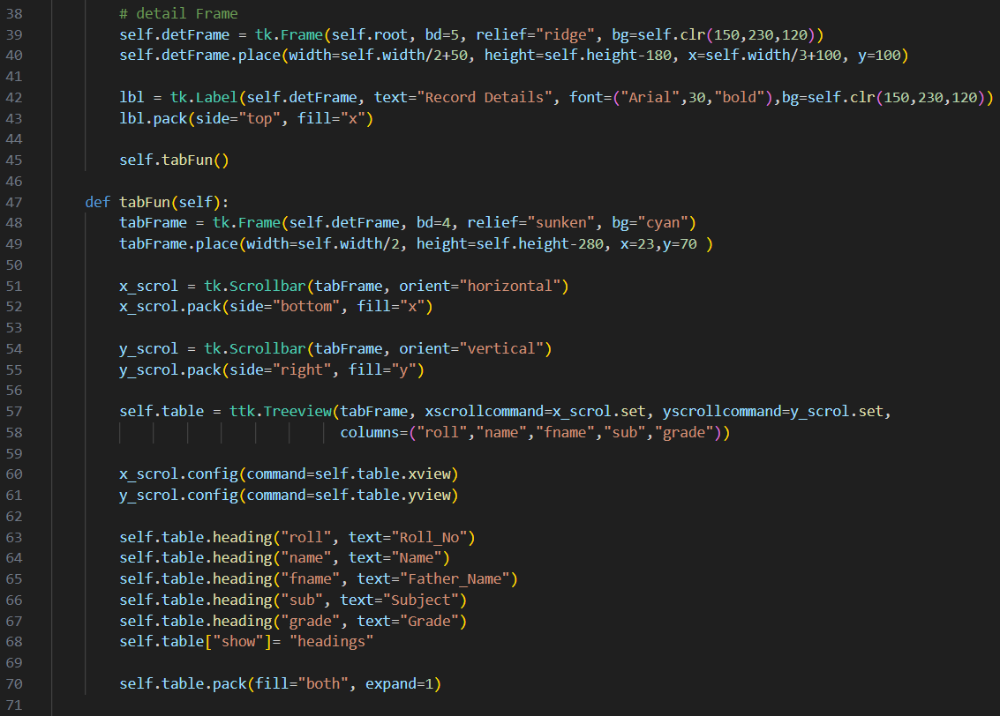 38 # detail Frame
39 self.detFrame = tk.Frame(self.root, bd=5, relief="ridge", bg=self.clr(150,230,120))
40 self.detFrame.place(width=self.width/2+50, height=self.height-180, x=self.width/3+100, y=100)
41
42 lbl = tk.Label(self.detFrame, text="Record Details", font=("Arial",30,"bold"),bg=self.clr(150,230,120))
43 lbl.pack(side="top", fill="x")
44
45 self.tabFun()
46
47 def tabFun(self):
48 tabFrame = tk.Frame(self.detFrame, bd=4, relief="sunken", bg="cyan")
49 tabFrame.place(width=self.width/2, height=self.height-280, x=23,y=70 )
50
51 x_scrol = tk.Scrollbar(tabFrame, orient="horizontal")
52 x_scrol.pack(side="bottom", fill="x")
53
54 y_scrol = tk.Scrollbar(tabFrame, orient="vertical")
55 y_scrol.pack(side="right", fill="y")
56
57 self.table = ttk.Treeview(tabFrame, xscrollcommand=x_scrol.set, yscrollcommand=y_scrol.set,
58 columns=("roll","name","fname","sub","grade"))
59
60 x_scrol.config(command=self.table.xview)
61 y_scrol.config(command=self.table.yview)
62
63 self.table.heading("roll", text="Roll_No")
64 self.table.heading("name", text="Name")
65 self.table.heading("fname", text="Father_Name")
66 self.table.heading("sub", text="Subject")
67 self.table.heading("grade", text="Grade")
68 self.table["show"]= "headings"
69
70 self.table.pack(fill="both", expand=1)
71